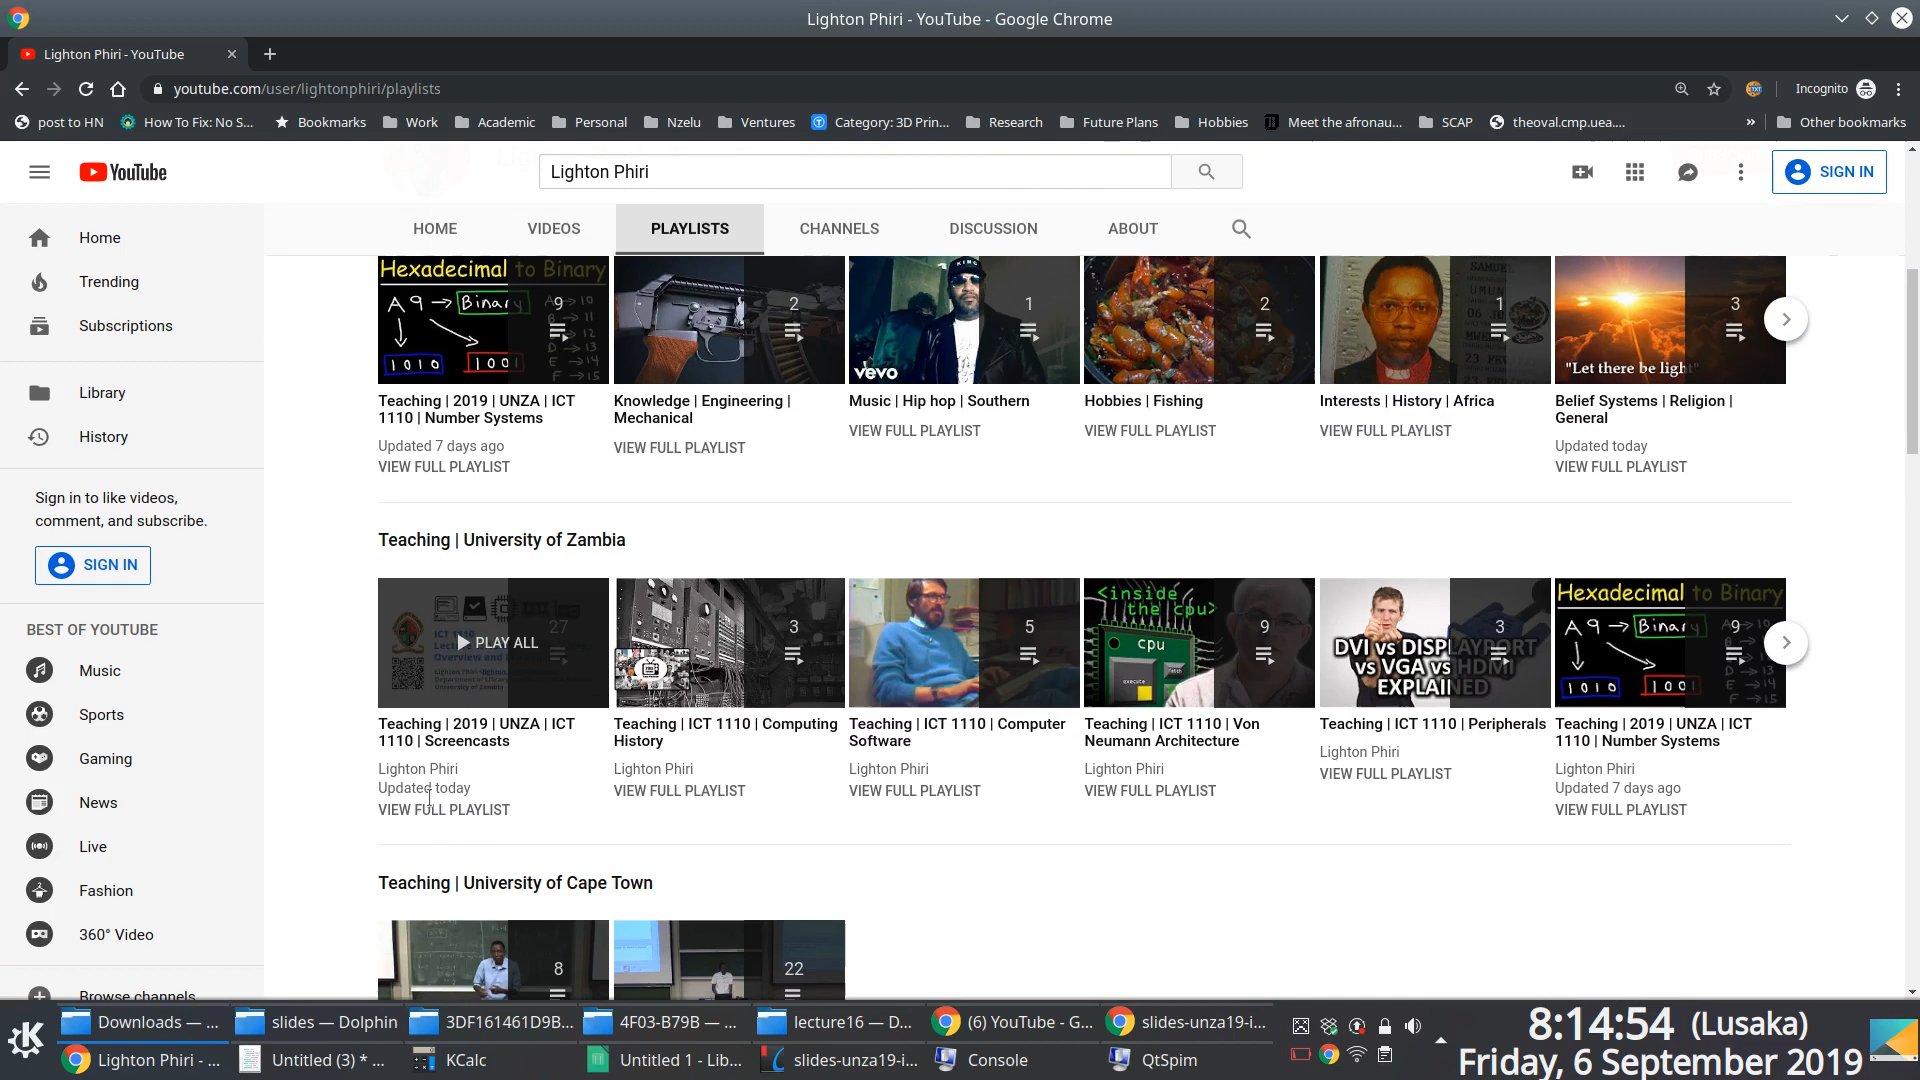 Lighton Phiri - YouTube - Google Chrome
Lighton Phiri - YouTube
youtube.com/user/lightonphiri/playlists
Incognito
post to HN
How To Fix: No S...
Bookmarks
Work
Academic
Personal
Nzelu
Ventures
Category: 3D Prin...
Research
Future Plans
Hobbies
Meet the afronau...
SCAP
theoval.cmp.uea....
»
Other bookmarks
YouTube
Lighton Phiri
SIGN IN
HOME
VIDEOS
PLAYLISTS
CHANNELS
DISCUSSION
ABOUT
Home
Trending
Subscriptions
Library
History
Sign in to like videos,
comment, and subscribe.
SIGN IN
BEST OF YOUTUBE
Music
Sports
Gaming
News
Live
Fashion
360° Video
Browse channels
Hexadecimal to Binary
A 9 → Binary
1010
100
9
2
1
vevo
2
1
3
"Let there be light"
Teaching | 2019 | UNZA | ICT
1110 | Number Systems
Updated 7 days ago
VIEW FULL PLAYLIST
Knowledge | Engineering |
Mechanical
VIEW FULL PLAYLIST
Music | Hip hop | Southern
VIEW FULL PLAYLIST
Hobbies | Fishing
VIEW FULL PLAYLIST
Interests | History | Africa
VIEW FULL PLAYLIST
Belief Systems | Religion |
General
Updated today
VIEW FULL PLAYLIST
Teaching | University of Zambia
PLAY ALL
27
3
5
<inside
the cpu>
cpu
9
DVI vs DISPLAYPORT
vs VGA vs HDMI
EXPLAINED
3
Hexadecimal to Binary
A 9 → Binary
1010
100
9
Teaching | 2019 | UNZA | ICT
1110 | Screencasts
Lighton Phiri
Updated today
VIEW FULL PLAYLIST
Teaching | ICT 1110 | Computing
History
Lighton Phiri
VIEW FULL PLAYLIST
Teaching | ICT 1110 | Computer
Software
Lighton Phiri
VIEW FULL PLAYLIST
Teaching | ICT 1110 | Von
Neumann Architecture
Lighton Phiri
VIEW FULL PLAYLIST
Teaching | ICT 1110 | Peripherals
Lighton Phiri
VIEW FULL PLAYLIST
Teaching | 2019 | UNZA | ICT
1110 | Number Systems
Lighton Phiri
Updated 7 days ago
VIEW FULL PLAYLIST
Teaching | University of Cape Town
8
22
Downloads — ...
slides — Dolphin
3DF161461D9B...
4F03-B79B — ...
lecture16 — D...
(6) YouTube - G...
slides-unza19-i...
Lighton Phiri - ...
Untitled (3) * ...
KCalc
Untitled 1 - Lib...
slides-unza19-i...
Console
QtSpim
8:14:54 (Lusaka)
Friday, 6 September 2019